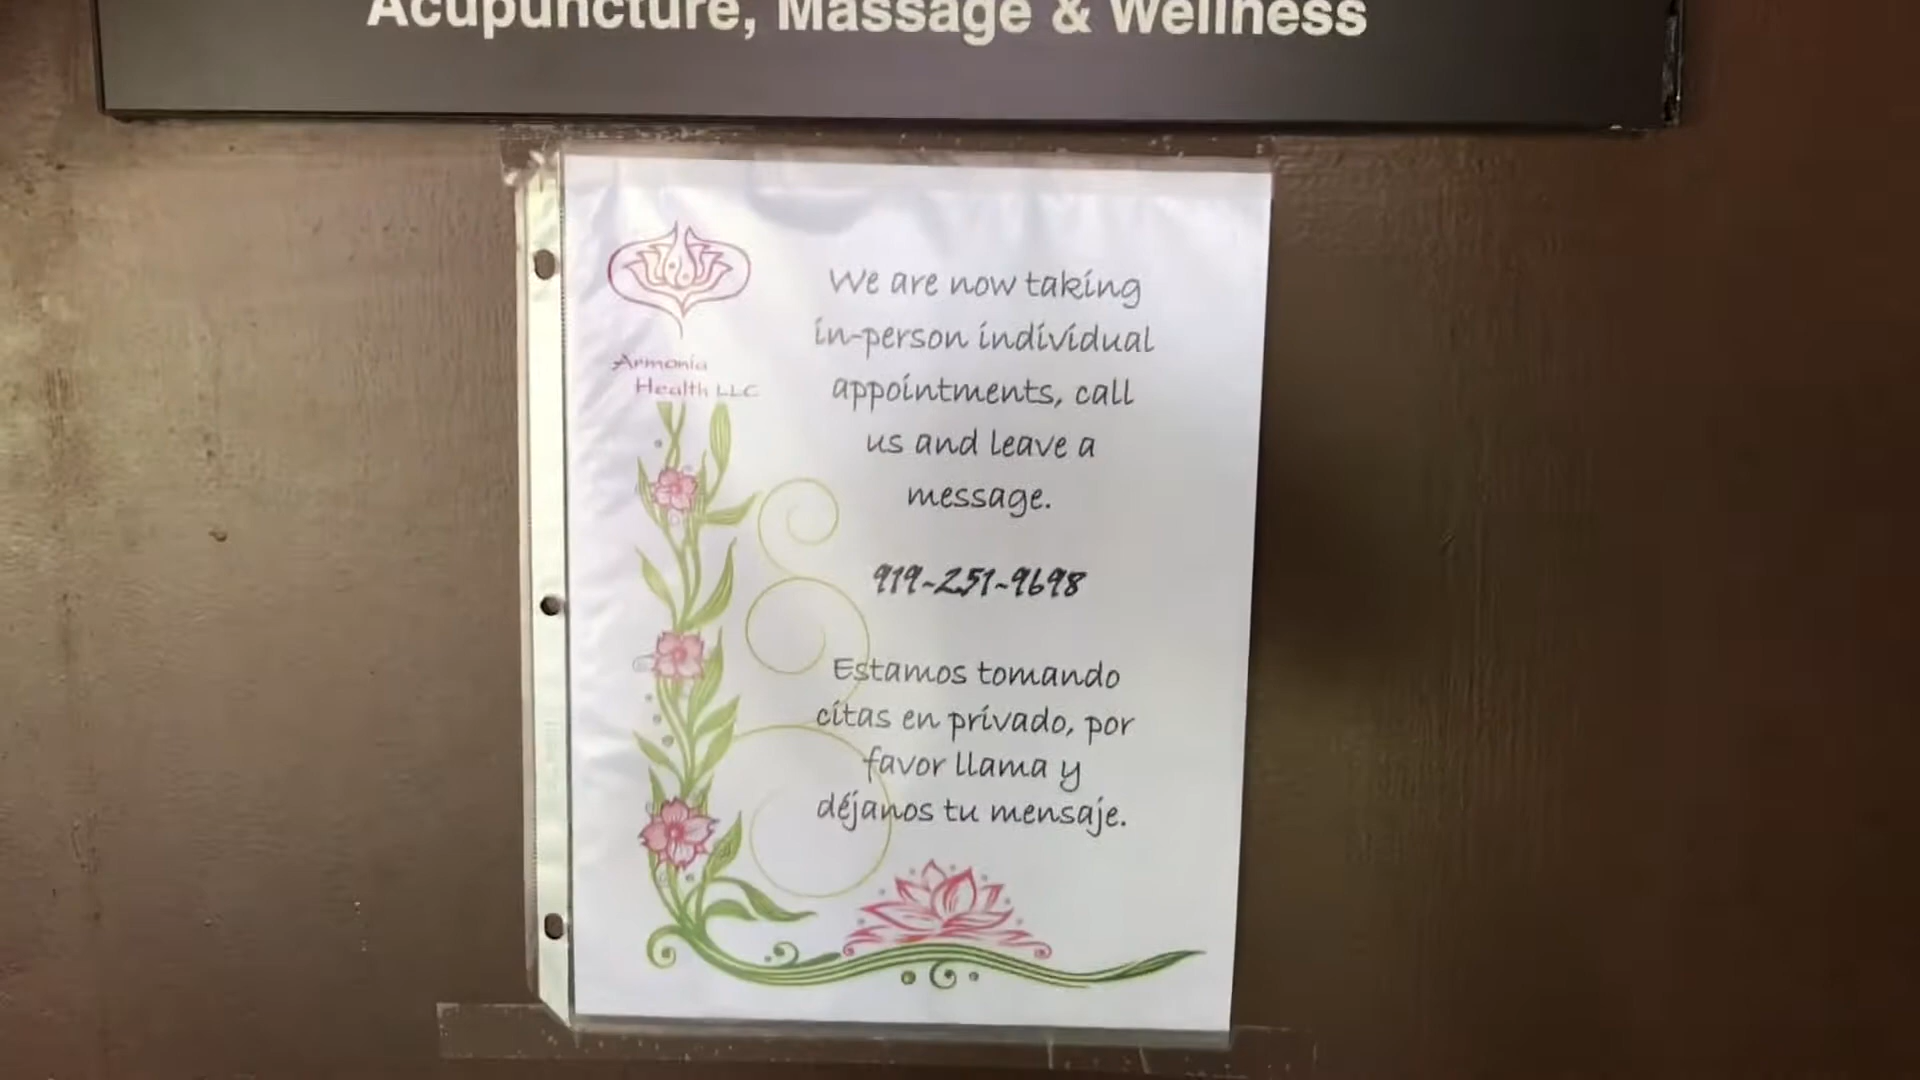 Acupuncture, Massage & Wellness
Armonia
Health LLC
We are now taking
in-person individual
appointments, call
us and leave a
message.
919-251-9698
Estamos tomando
citas en privado, por
favor llama y
déjanos tu mensaje.